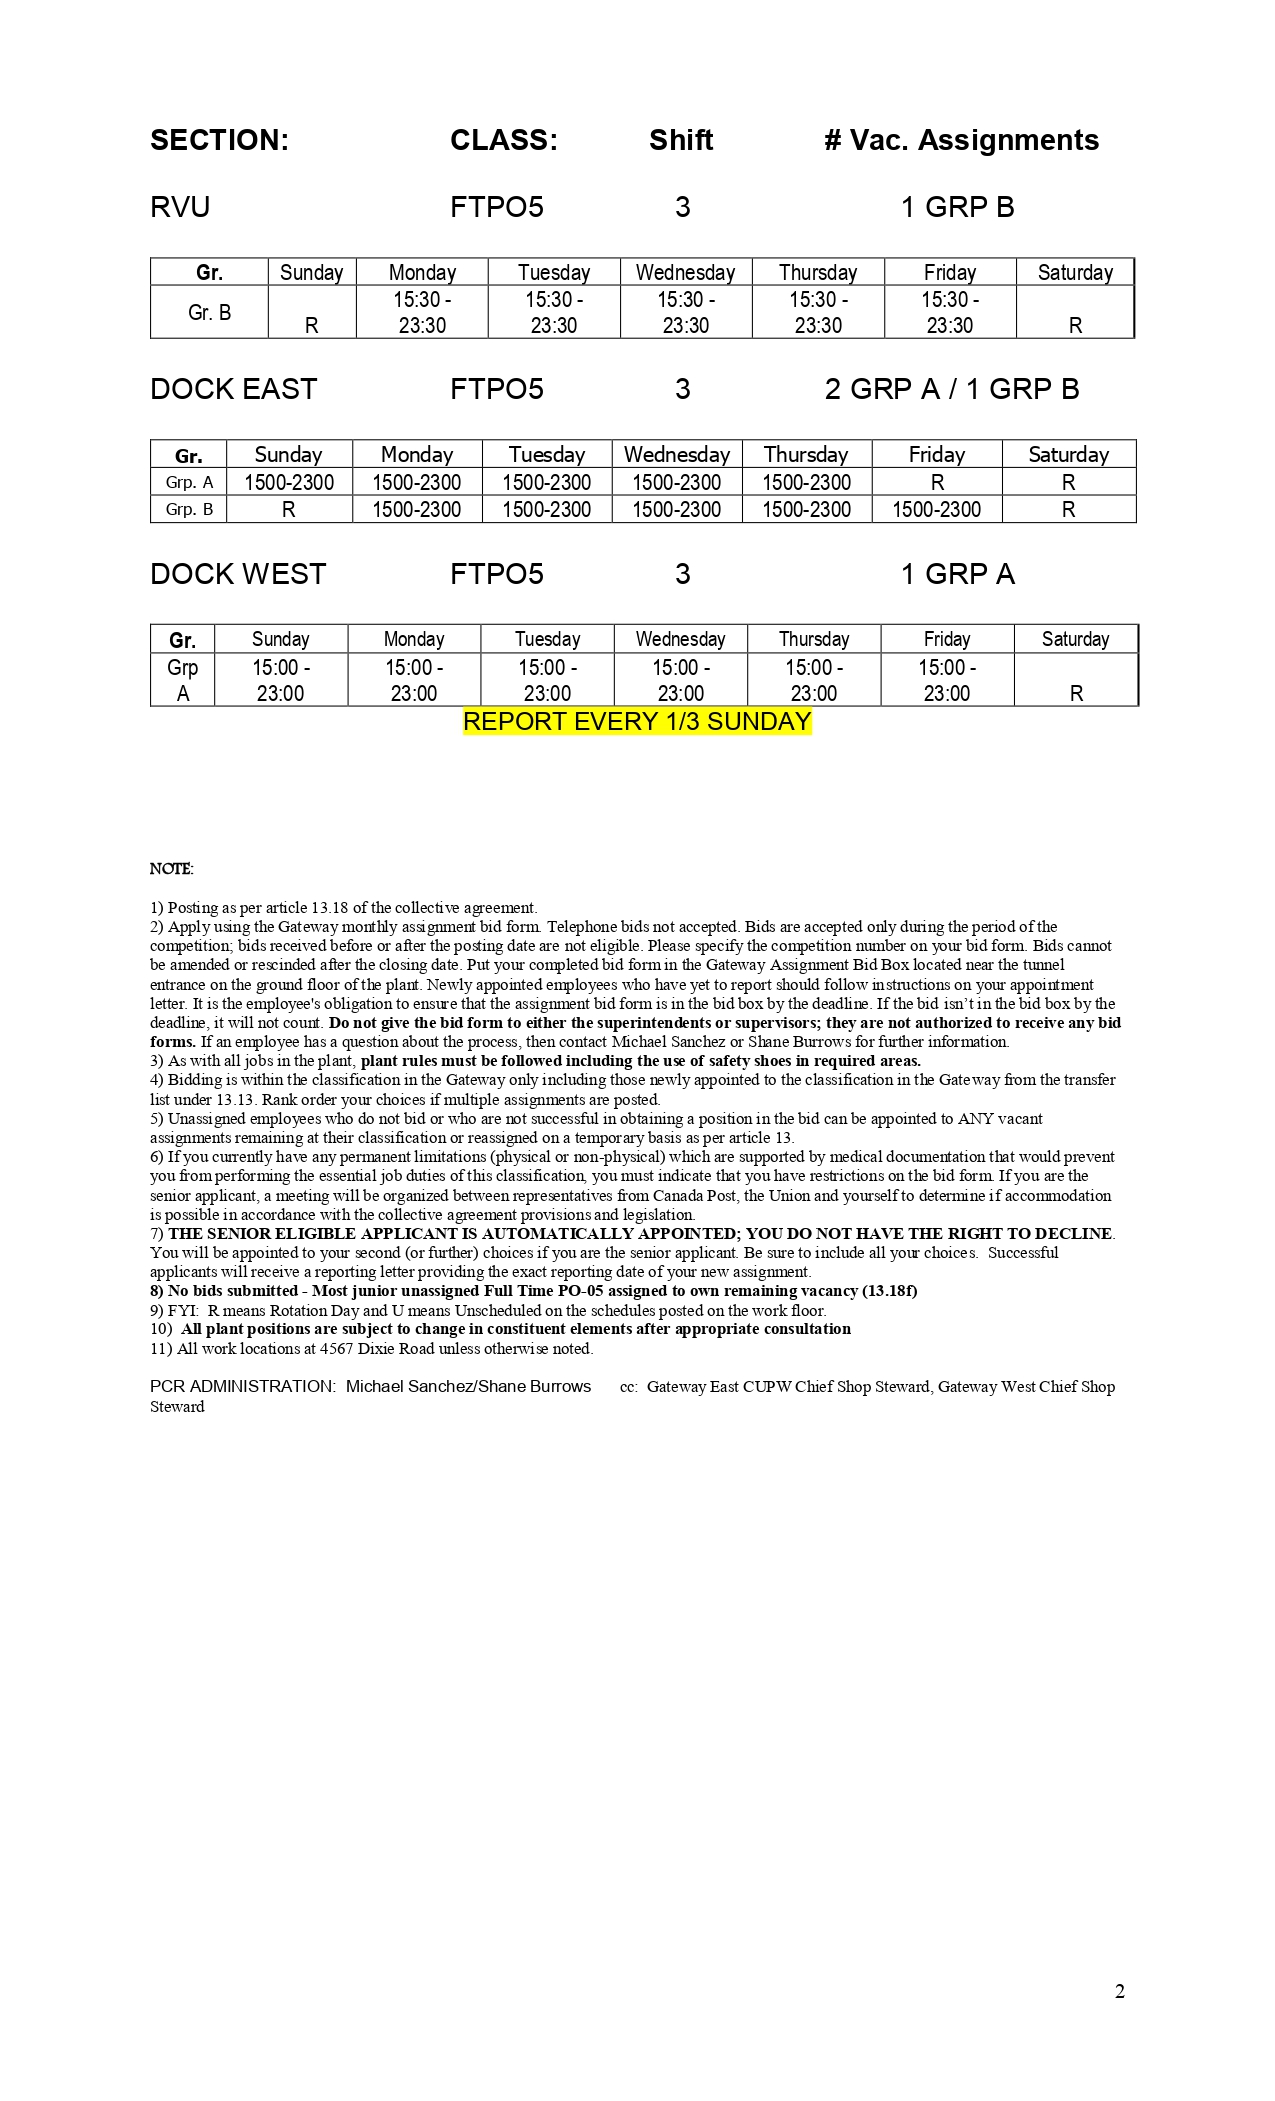 SECTION: CLASS: Shift # Vac. Assignments
RVU FTPO5 3 1 GRP B
Gr. Sunday Monday Tuesday Wednesday Thursday Friday Saturday
Gr. B R 15:30 - 23:30 15:30 - 23:30 15:30 - 23:30 15:30 - 23:30 15:30 - 23:30 R
DOCK EAST FTPO5 3 2 GRP A / 1 GRP B
Gr. Sunday Monday Tuesday Wednesday Thursday Friday Saturday
Grp. A 1500-2300 1500-2300 1500-2300 1500-2300 1500-2300 R R
Grp. B R 1500-2300 1500-2300 1500-2300 1500-2300 1500-2300 R
DOCK WEST FTPO5 3 1 GRP A
Gr. Sunday Monday Tuesday Wednesday Thursday Friday Saturday
Grp A 15:00 - 23:00 15:00 - 23:00 15:00 - 23:00 15:00 - 23:00 15:00 - 23:00 15:00 - 23:00 R
REPORT EVERY 1/3 SUNDAY
NOTE:
1) Posting as per article 13.18 of the collective agreement.
2) Apply using the Gateway monthly assignment bid form. Telephone bids not accepted. Bids are accepted only during the period of the
competition; bids received before or after the posting date are not eligible. Please specify the competition number on your bid form. Bids cannot
be amended or rescinded after the closing date. Put your completed bid form in the Gateway Assignment Bid Box located near the tunnel
entrance on the ground floor of the plant. Newly appointed employees who have yet to report should follow instructions on your appointment
letter. It is the employee's obligation to ensure that the assignment bid form is in the bid box by the deadline. If the bid isn’t in the bid box by the
deadline, it will not count. Do not give the bid form to either the superintendents or supervisors; they are not authorized to receive any bid
forms. If an employee has a question about the process, then contact Michael Sanchez or Shane Burrows for further information.
3) As with all jobs in the plant, plant rules must be followed including the use of safety shoes in required areas.
4) Bidding is within the classification in the Gateway only including those newly appointed to the classification in the Gateway from the transfer
list under 13.13. Rank order your choices if multiple assignments are posted.
5) Unassigned employees who do not bid or who are not successful in obtaining a position in the bid can be appointed to ANY vacant
assignments remaining at their classification or reassigned on a temporary basis as per article 13.
6) If you currently have any permanent limitations (physical or non-physical) which are supported by medical documentation that would prevent
you from performing the essential job duties of this classification, you must indicate that you have restrictions on the bid form. If you are the
senior applicant, a meeting will be organized between representatives from Canada Post, the Union and yourself to determine if accommodation
is possible in accordance with the collective agreement provisions and legislation.
7) THE SENIOR ELIGIBLE APPLICANT IS AUTOMATICALLY APPOINTED; YOU DO NOT HAVE THE RIGHT TO DECLINE.
You will be appointed to your second (or further) choices if you are the senior applicant. Be sure to include all your choices. Successful
applicants will receive a reporting letter providing the exact reporting date of your new assignment.
8) No bids submitted - Most junior unassigned Full Time PO-05 assigned to own remaining vacancy (13.18f)
9) FYI: R means Rotation Day and U means Unscheduled on the schedules posted on the work floor.
10) All plant positions are subject to change in constituent elements after appropriate consultation
11) All work locations at 4567 Dixie Road unless otherwise noted.
PCR ADMINISTRATION: Michael Sanchez/Shane Burrows cc: Gateway East CUPW Chief Shop Steward, Gateway West Chief Shop
Steward
2